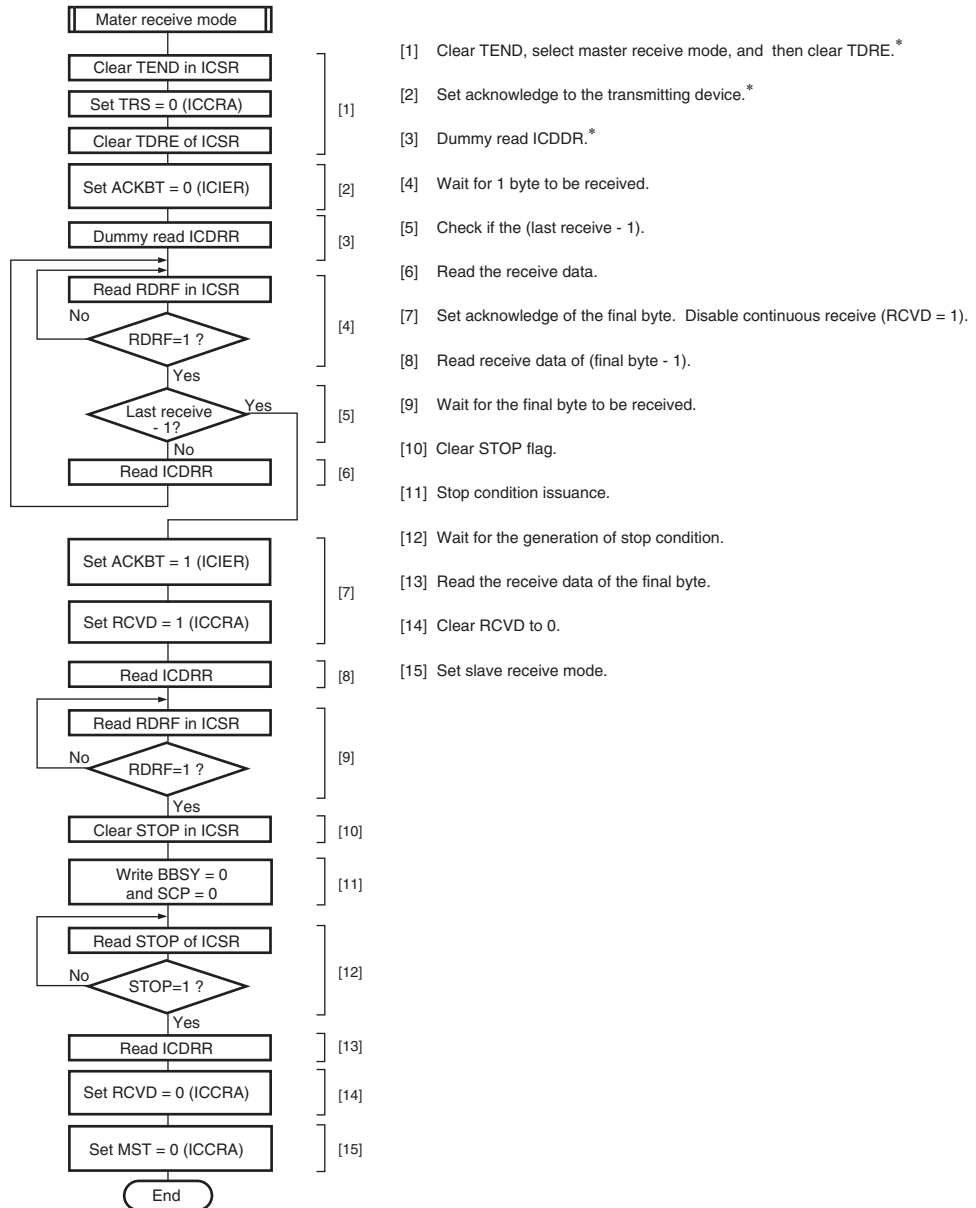 Mater receive mode
Clear TEND in ICSR
Set TRS = 0 (ICCRA)
Clear TDRE of ICSR
[1]
Set ACKBT = 0 (ICIER)
[2]
Dummy read ICDRR
[3]
Read RDRF in ICSR
No
RDRF=1 ?
[4]
Yes
Last receive
- 1?
Yes
[5]
No
Read ICDRR
[6]
Set ACKBT = 1 (ICIER)
Set RCVD = 1 (ICCRA)
[7]
Read ICDRR
[8]
Read RDRF in ICSR
No
RDRF=1 ?
[9]
Yes
Clear STOP in ICSR
[10]
Write BBSY = 0
and SCP = 0
[11]
Read STOP of ICSR
No
STOP=1 ?
[12]
Yes
Read ICDRR
[13]
Set RCVD = 0 (ICCRA)
[14]
Set MST = 0 (ICCRA)
[15]
End
[1] Clear TEND, select master receive mode, and then clear TDRE.*
[2] Set acknowledge to the transmitting device.*
[3] Dummy read ICDDR.*
[4] Wait for 1 byte to be received.
[5] Check if the (last receive - 1).
[6] Read the receive data.
[7] Set acknowledge of the final byte. Disable continuous receive (RCVD = 1).
[8] Read receive data of (final byte - 1).
[9] Wait for the final byte to be received.
[10] Clear STOP flag.
[11] Stop condition issuance.
[12] Wait for the generation of stop condition.
[13] Read the receive data of the final byte.
[14] Clear RCVD to 0.
[15] Set slave receive mode.